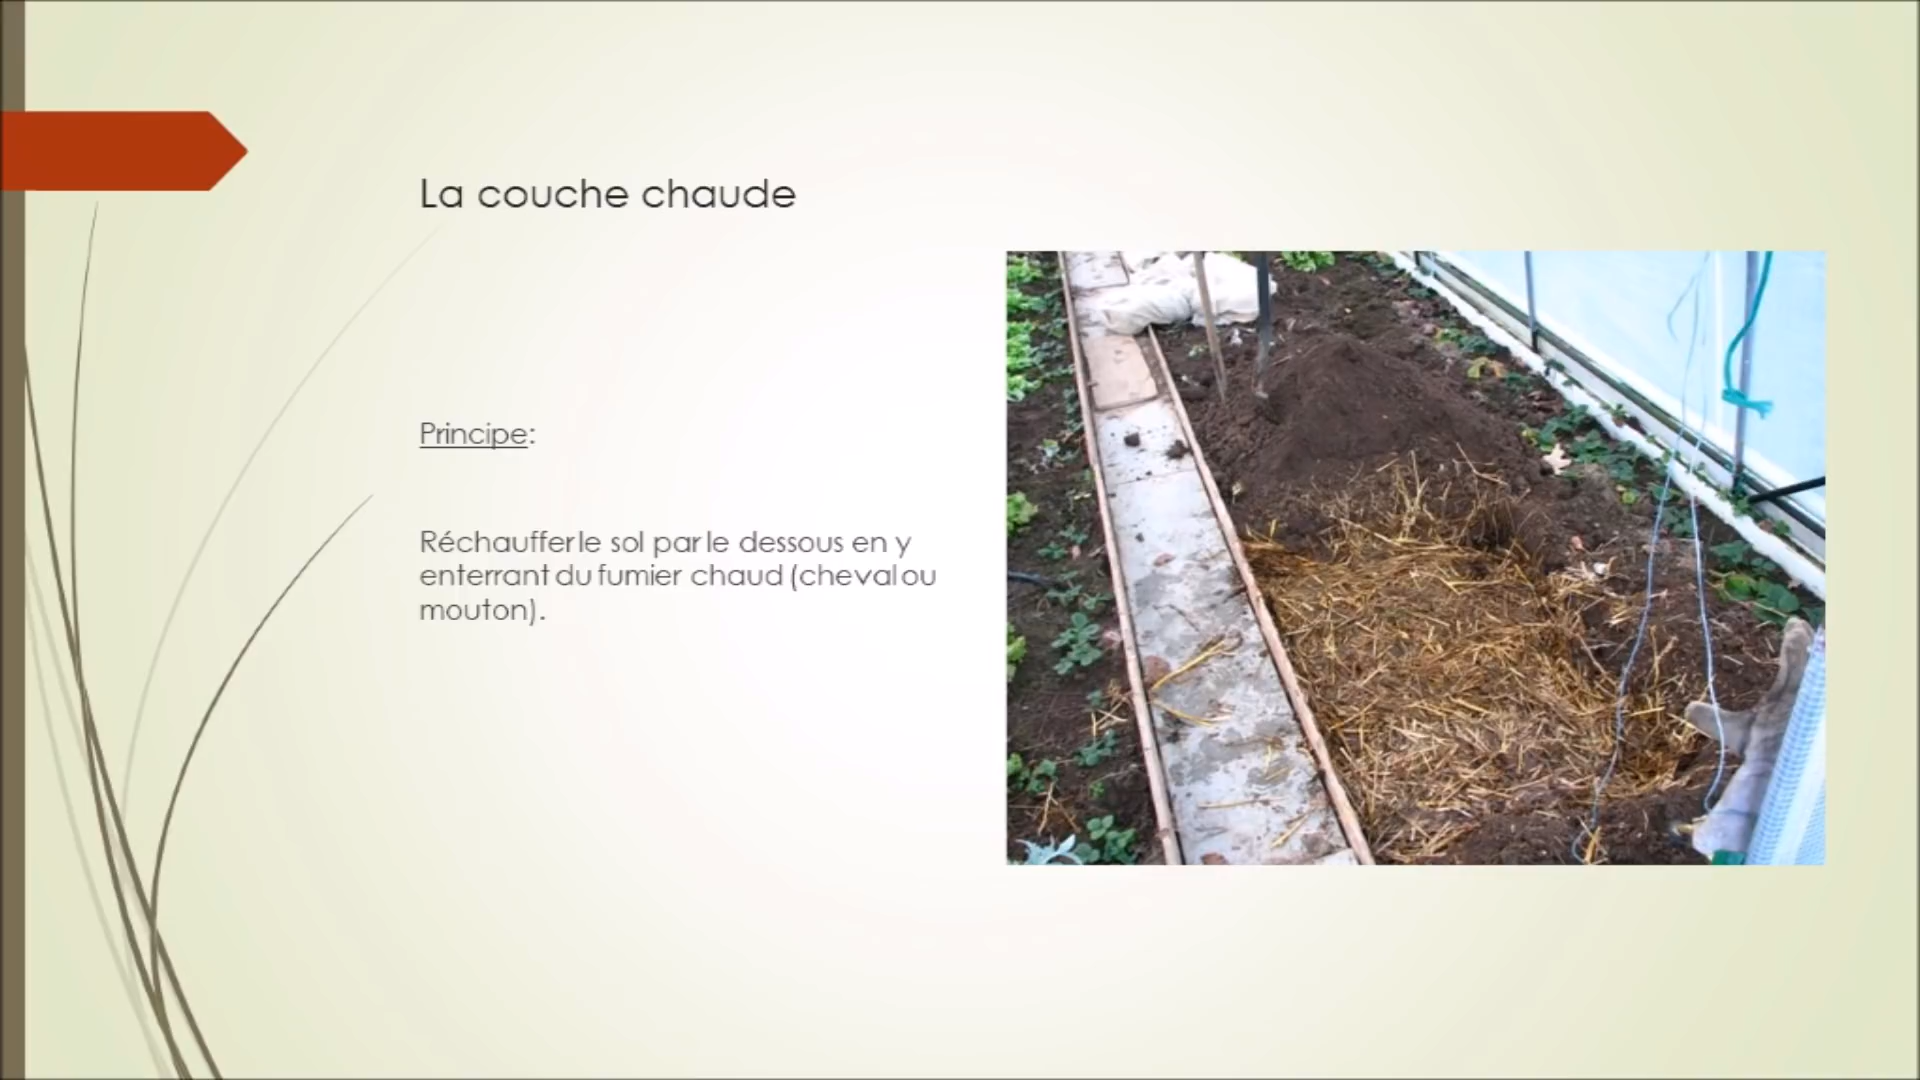 La couche chaude
Principe:
Réchauffer le sol par le dessous en y
enterrant du fumier chaud (cheval ou
mouton).